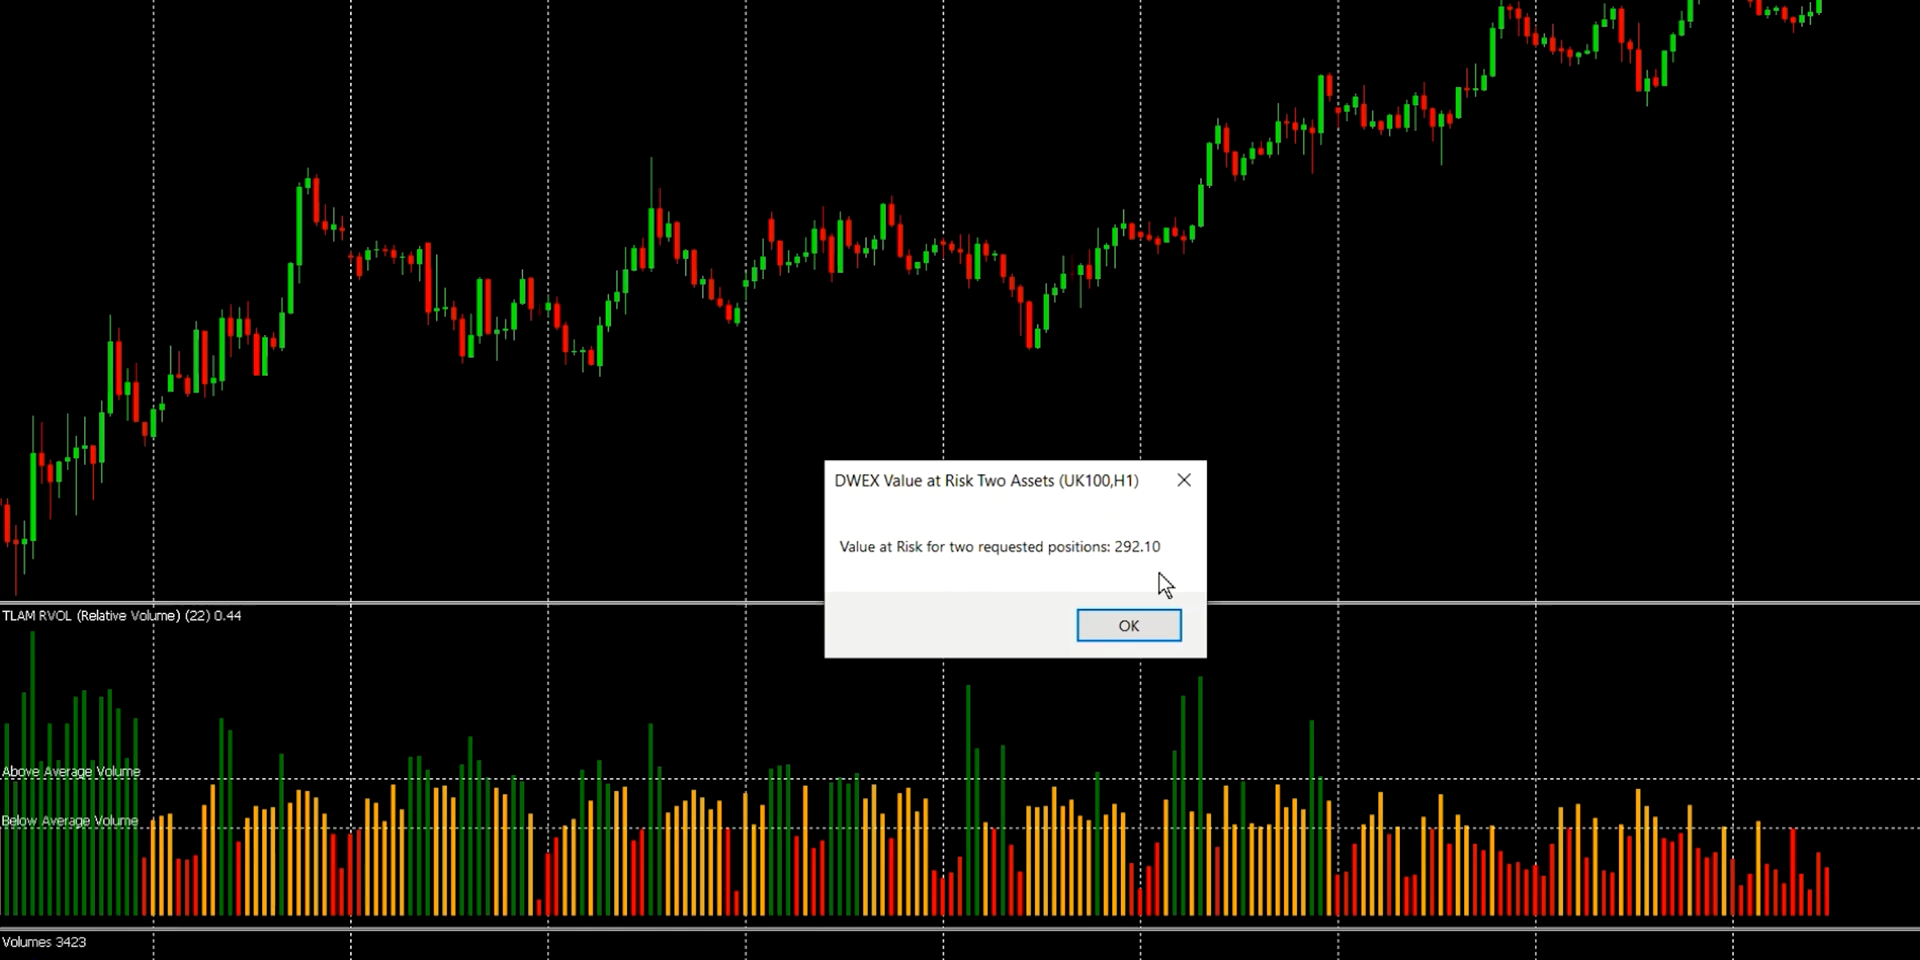 DWEX Value at Risk Two Assets (UK100,H1)
Value at Risk for two requested positions: 292.10
OK
TLAM RVOL (Relative Volume) (22) 0.44
Above Average Volume
Below Average Volume
Volumes 3423